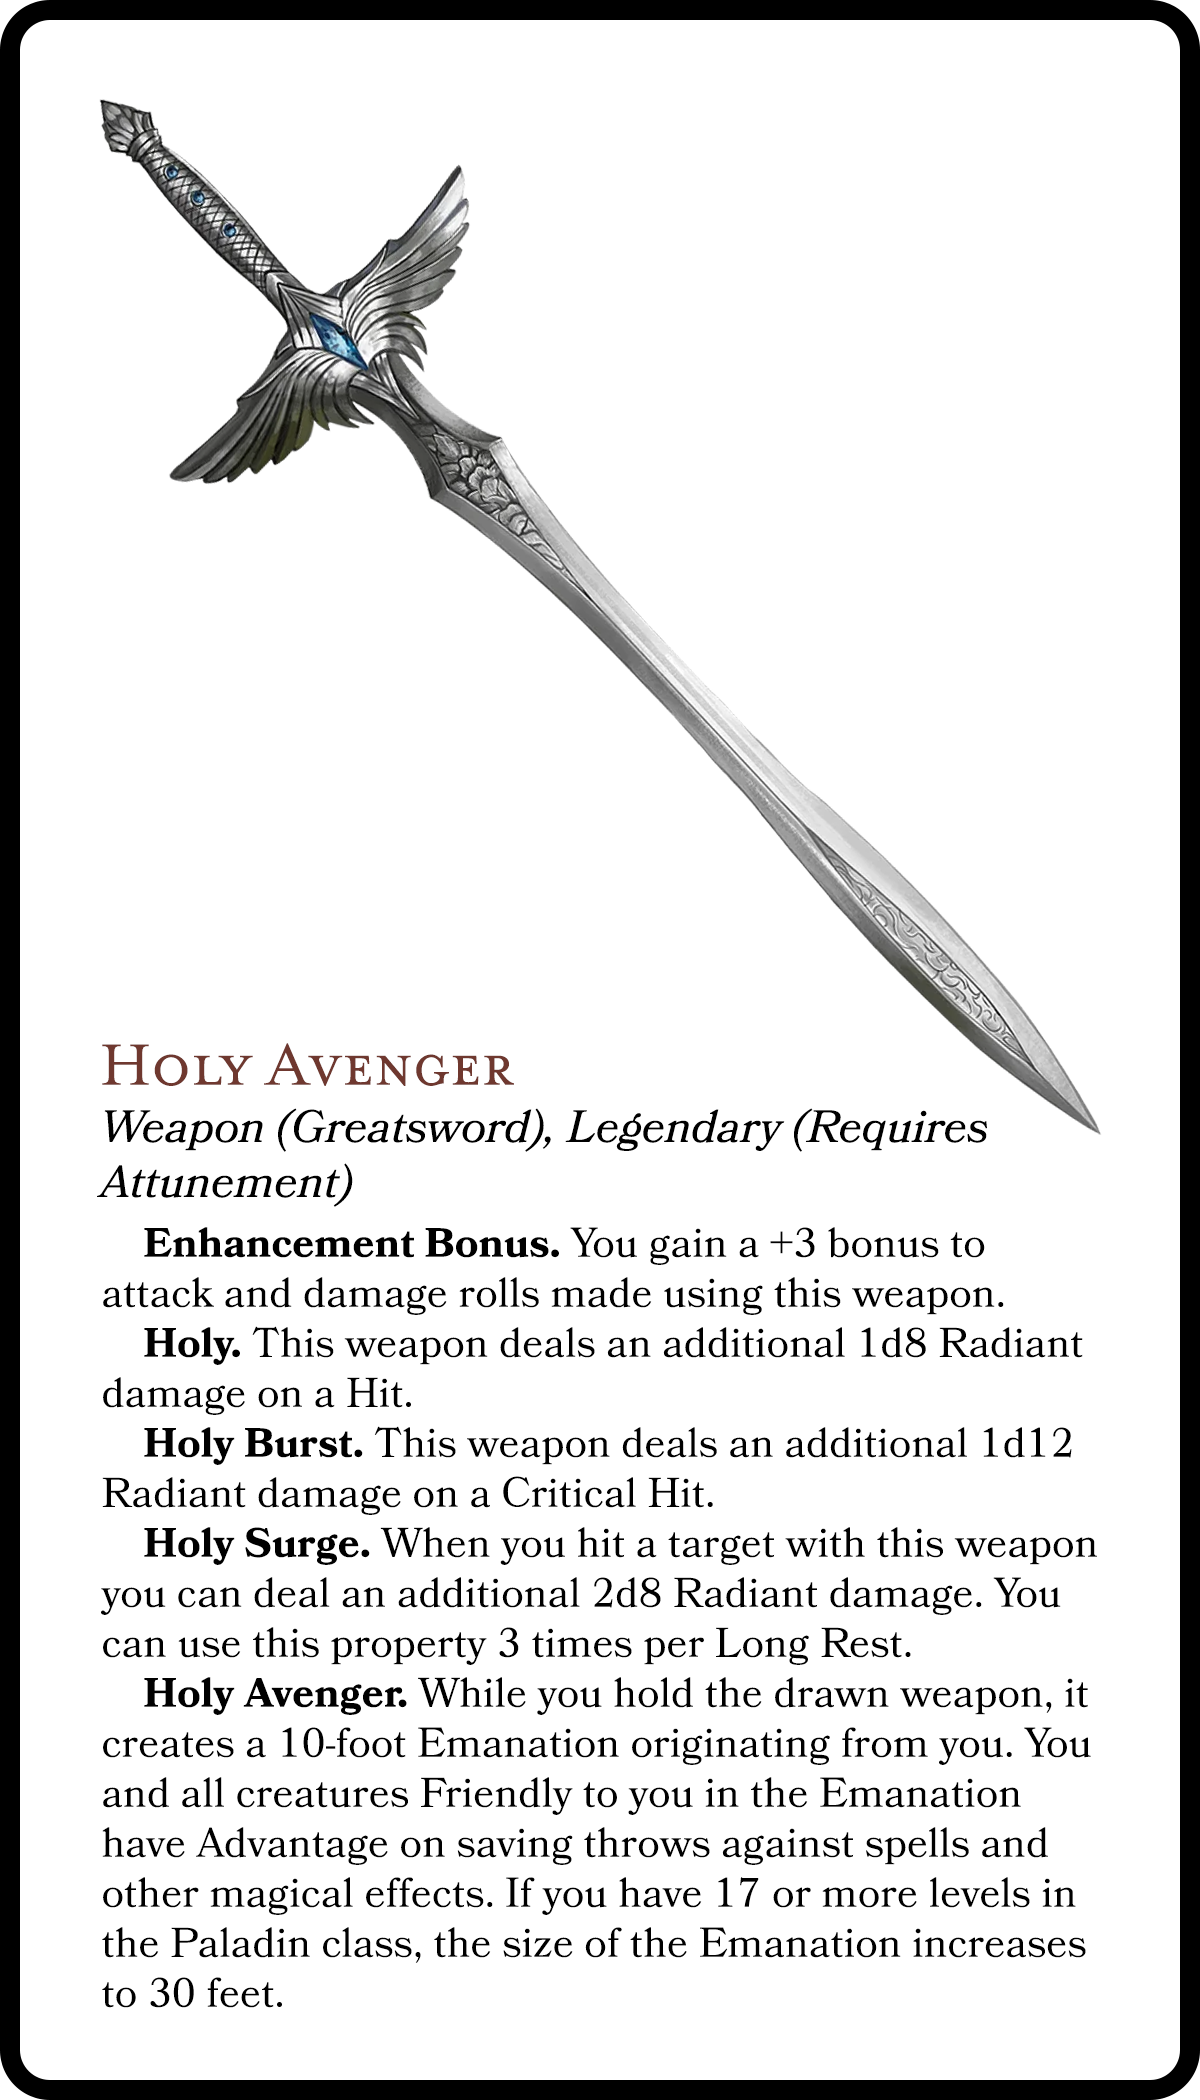 Holy Avenger
Weapon (Greatsword), Legendary (Requires
Attunement)
Enhancement Bonus. You gain a +3 bonus to
attack and damage rolls made using this weapon.
Holy. This weapon deals an additional 1d8 Radiant
damage on a Hit.
Holy Burst. This weapon deals an additional 1d12
Radiant damage on a Critical Hit.
Holy Surge. When you hit a target with this weapon
you can deal an additional 2d8 Radiant damage. You
can use this property 3 times per Long Rest.
Holy Avenger. While you hold the drawn weapon, it
creates a 10-foot Emanation originating from you. You
and all creatures Friendly to you in the Emanation
have Advantage on saving throws against spells and
other magical effects. If you have 17 or more levels in
the Paladin class, the size of the Emanation increases
to 30 feet.